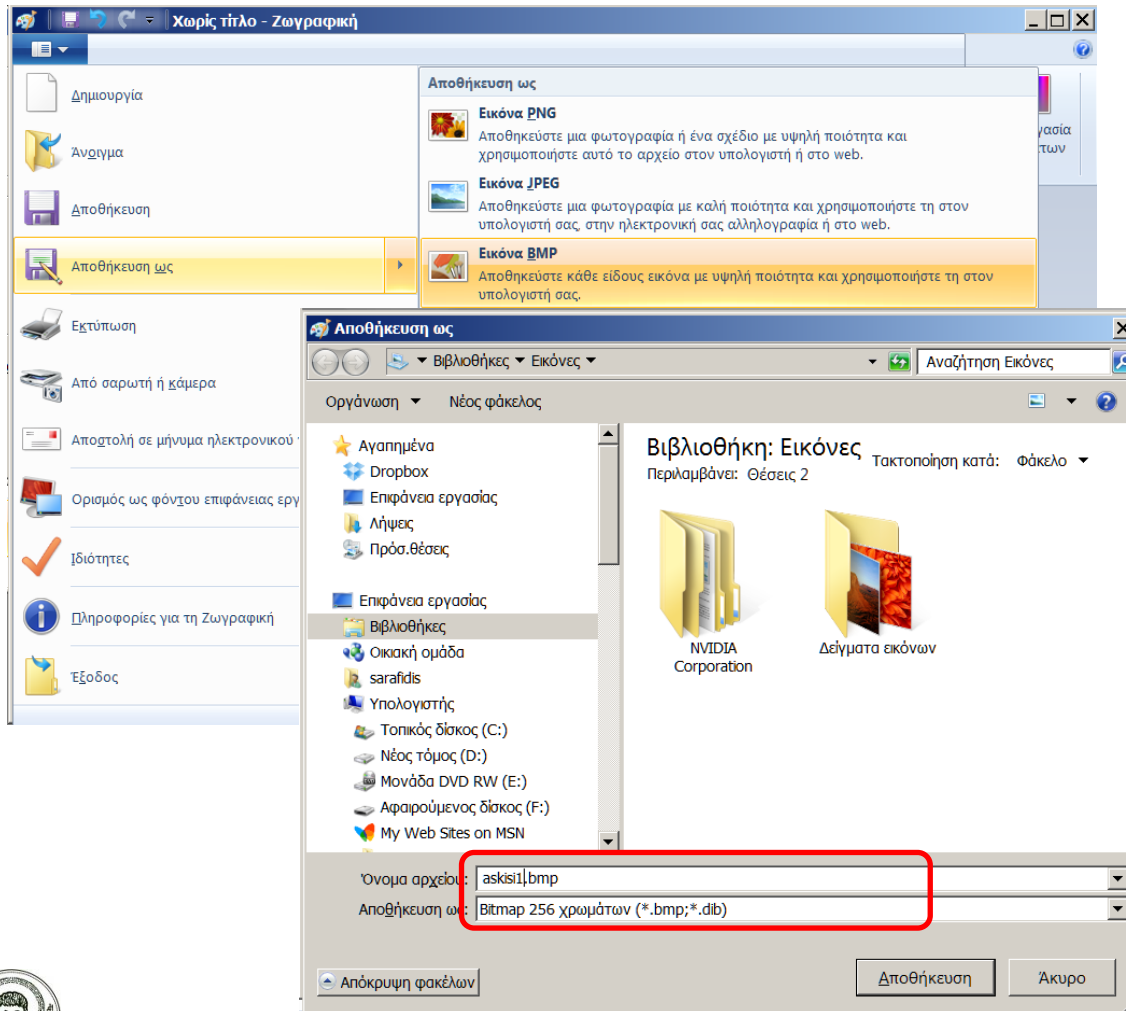 Χωρίς τίτλο - Ζωγραφική
Δημιουργία
Άνοιγμα
Αποθήκευση
Αποθήκευση ως
Εκτύπωση
Από σαρωτή ή κάμερα
Αποστολή σε μήνυμα ηλεκτρονικού
Ορισμός ως φόντου επιφάνειας εργ
Ιδιότητες
Πληροφορίες για τη Ζωγραφική
Έξοδος
Αποθήκευση ως
Εικόνα PNG
Αποθηκεύστε μια φωτογραφία ή ένα σχέδιο με υψηλή ποιότητα και
χρησιμοποιήστε αυτό το αρχείο στον υπολογιστή ή στο web.
Εικόνα JPEG
Αποθηκεύστε μια φωτογραφία με καλή ποιότητα και χρησιμοποιήστε τη στον
υπολογιστή σας, στην ηλεκτρονική σας αλληλογραφία ή στο web.
Εικόνα BMP
Αποθηκεύστε κάθε είδους εικόνα με υψηλή ποιότητα και χρησιμοποιήστε τη στον
υπολογιστή σας.
γασία
των
Αποθήκευση ως
Βιβλιοθήκες Εικόνες
Αναζήτηση Εικόνες
Οργάνωση Νέος φάκελος
Αγαπημένα
Dropbox
Επιφάνεια εργασίας
Λήψεις
Πρόσ.θέσεις
Επιφάνεια εργασίας
Βιβλιοθήκες
Οικιακή ομάδα
sarafidis
Υπολογιστής
Τοπικός δίσκος (C:)
Νέος τόμος (D:)
Μονάδα DVD RW (E:)
Αφαιρούμενος δίσκος (F:)
My Web Sites on MSN
Βιβλιοθήκη: Εικόνες
Περιλαμβάνει: Θέσεις 2
Τακτοποίηση κατά: Φάκελο
NVIDIA
Corporation
Δείγματα εικόνων
Όνομα αρχείου: askisi1.bmp
Αποθήκευση ως: Bitmap 256 χρωμάτων (*.bmp;*.dib)
Απόκρυψη φακέλων
Αποθήκευση
Άκυρο